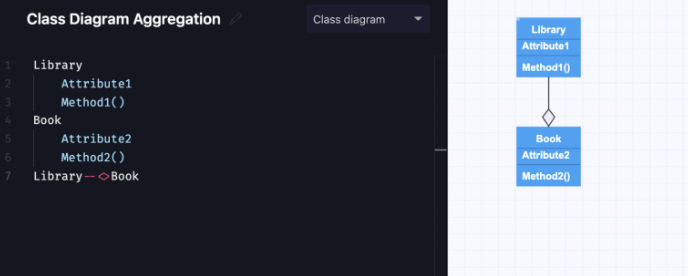 Class Diagram Aggregation
Class diagram
1 Library
2 Attribute1
3 Method1()
4 Book
5 Attribute2
6 Method2()
7 Library--<>Book
Library
Attribute1
Method1()
Book
Attribute2
Method2()